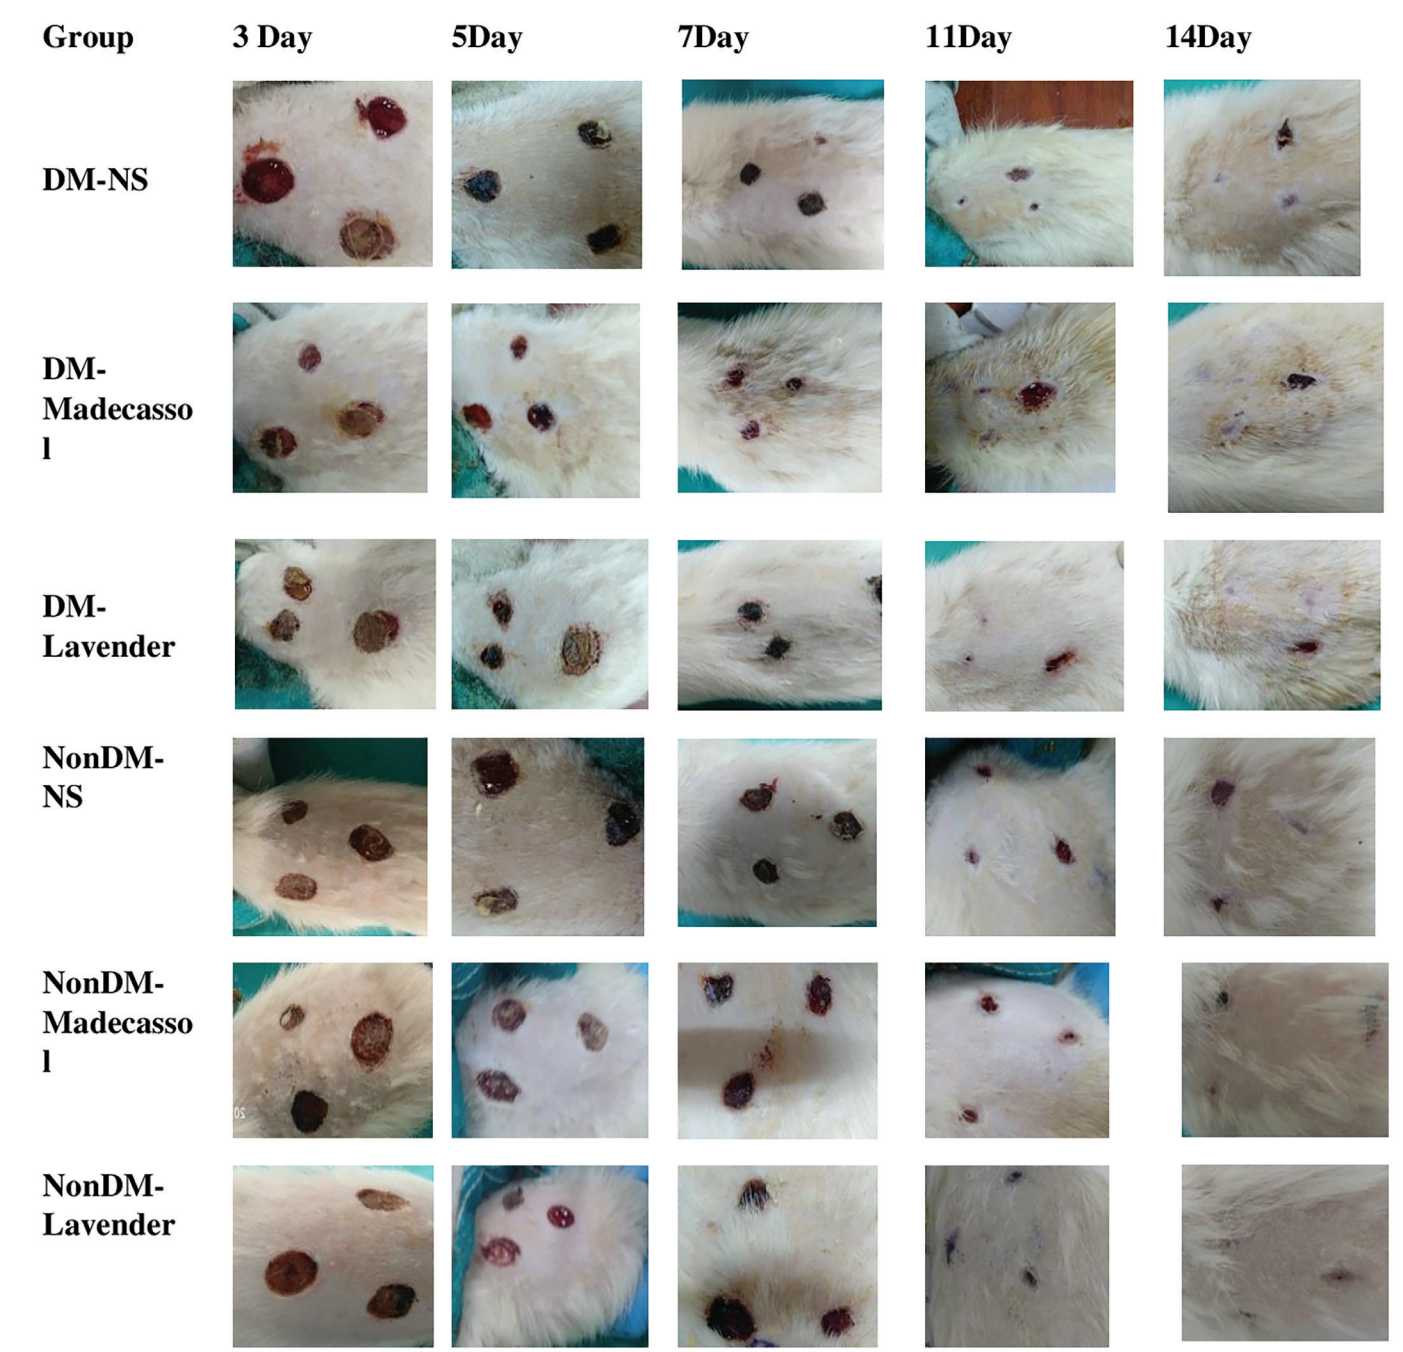 Group 3 Day 5Day 7Day 11Day 14Day
DM-NS
DM-
Madecasso
l
DM-
Lavender
NonDM-
NS
NonDM-
Madecasso
l
20
NonDM-
Lavender